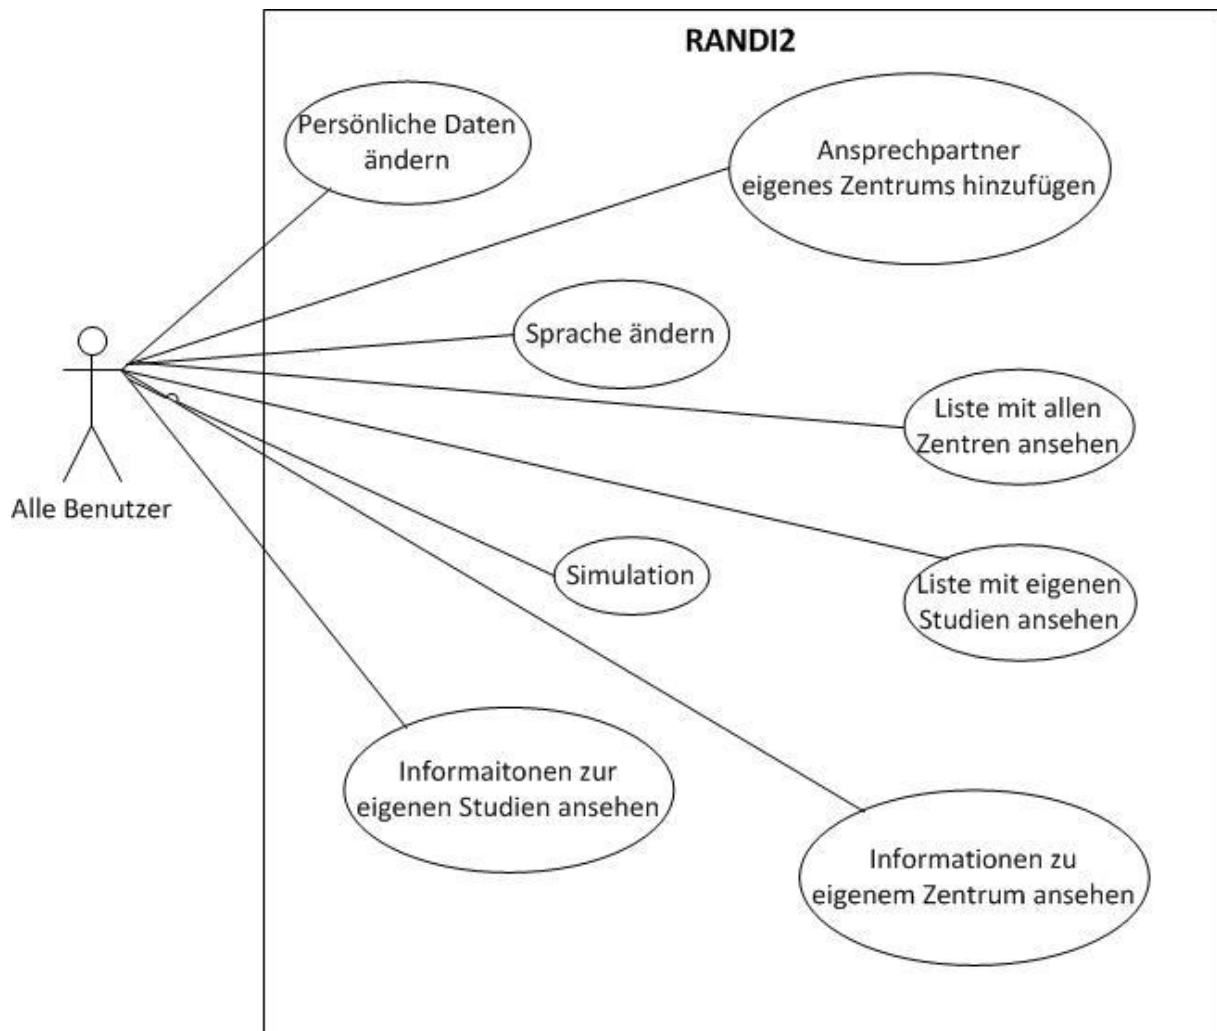 RANDI2
Persönliche Daten
ändern
Ansprechpartner
eigenes Zentrums hinzufügen
Sprache ändern
Liste mit allen
Zentren ansehen
Alle Benutzer
Simulation
Liste mit eigenen
Studien ansehen
Informaitonen zur
eigenen Studien ansehen
Informationen zu
eigenem Zentrum ansehen